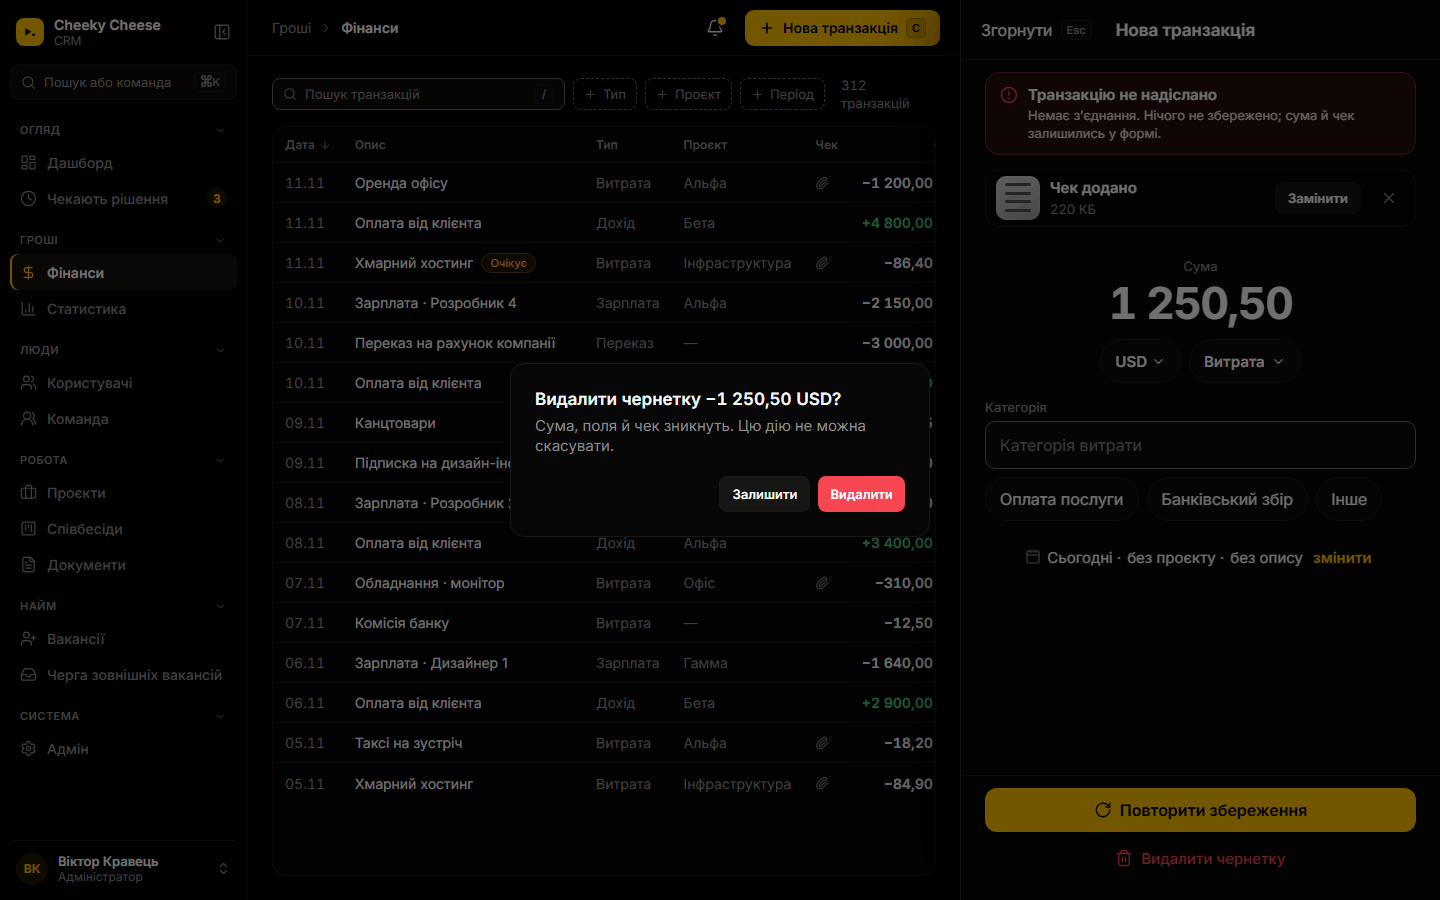 Cheeky Cheese
CRM
Пошук або команда ⌘K
ОГЛЯД
Дашборд
Чекають рішення 3
ГРОШІ
Фінанси
Статистика
ЛЮДИ
Користувачі
Команда
РОБОТА
Проєкти
Співбесіди
Документи
НАЙМ
Вакансії
Черга зовнішніх вакансій
СИСТЕМА
Адмін
ВК Віктор Кравець
Адміністратор
Гроші Фінанси
Нова транзакція C
Пошук транзакцій /
Тип
Проєкт
Період
312
транзакцій
Дата Опис Тип Проєкт Чек
11.11 Оренда офісу Витрата Альфа −1 200,00
11.11 Оплата від клієнта Дохід Бета +4 800,00
11.11 Хмарний хостинг Очікує Витрата Інфраструктура −86,40
10.11 Зарплата · Розробник 4 Зарплата Альфа −2 150,00
10.11 Переказ на рахунок компанії Переказ — −3 000,00
10.11 Оплата від клієнта
09.11 Канцтовари
09.11 Підписка на дизайн-інс
08.11 Зарплата · Розробник
08.11 Оплата від клієнта Дохід Альфа +3 400,00
07.11 Обладнання · монітор Витрата Офіс −310,00
07.11 Комісія банку Витрата — −12,50
06.11 Зарплата · Дизайнер 1 Зарплата Гамма −1 640,00
06.11 Оплата від клієнта Дохід Бета +2 900,00
05.11 Таксі на зустріч Витрата Альфа −18,20
05.11 Хмарний хостинг Витрата Інфраструктура −84,90
Видалити чернетку −1 250,50 USD?
Сума, поля й чек зникнуть. Цю дію не можна
скасувати.
Залишити Видалити
Згорнути Esc Нова транзакція
Транзакцію не надіслано
Немає з’єднання. Нічого не збережено; сума й чек
залишились у формі.
Чек додано
220 КБ
Замінити
Сума
1 250,50
USD Витрата
Категорія
Категорія витрати
Оплата послуги Банківський збір Інше
Сьогодні · без проєкту · без опису змінити
Повторити збереження
Видалити чернетку